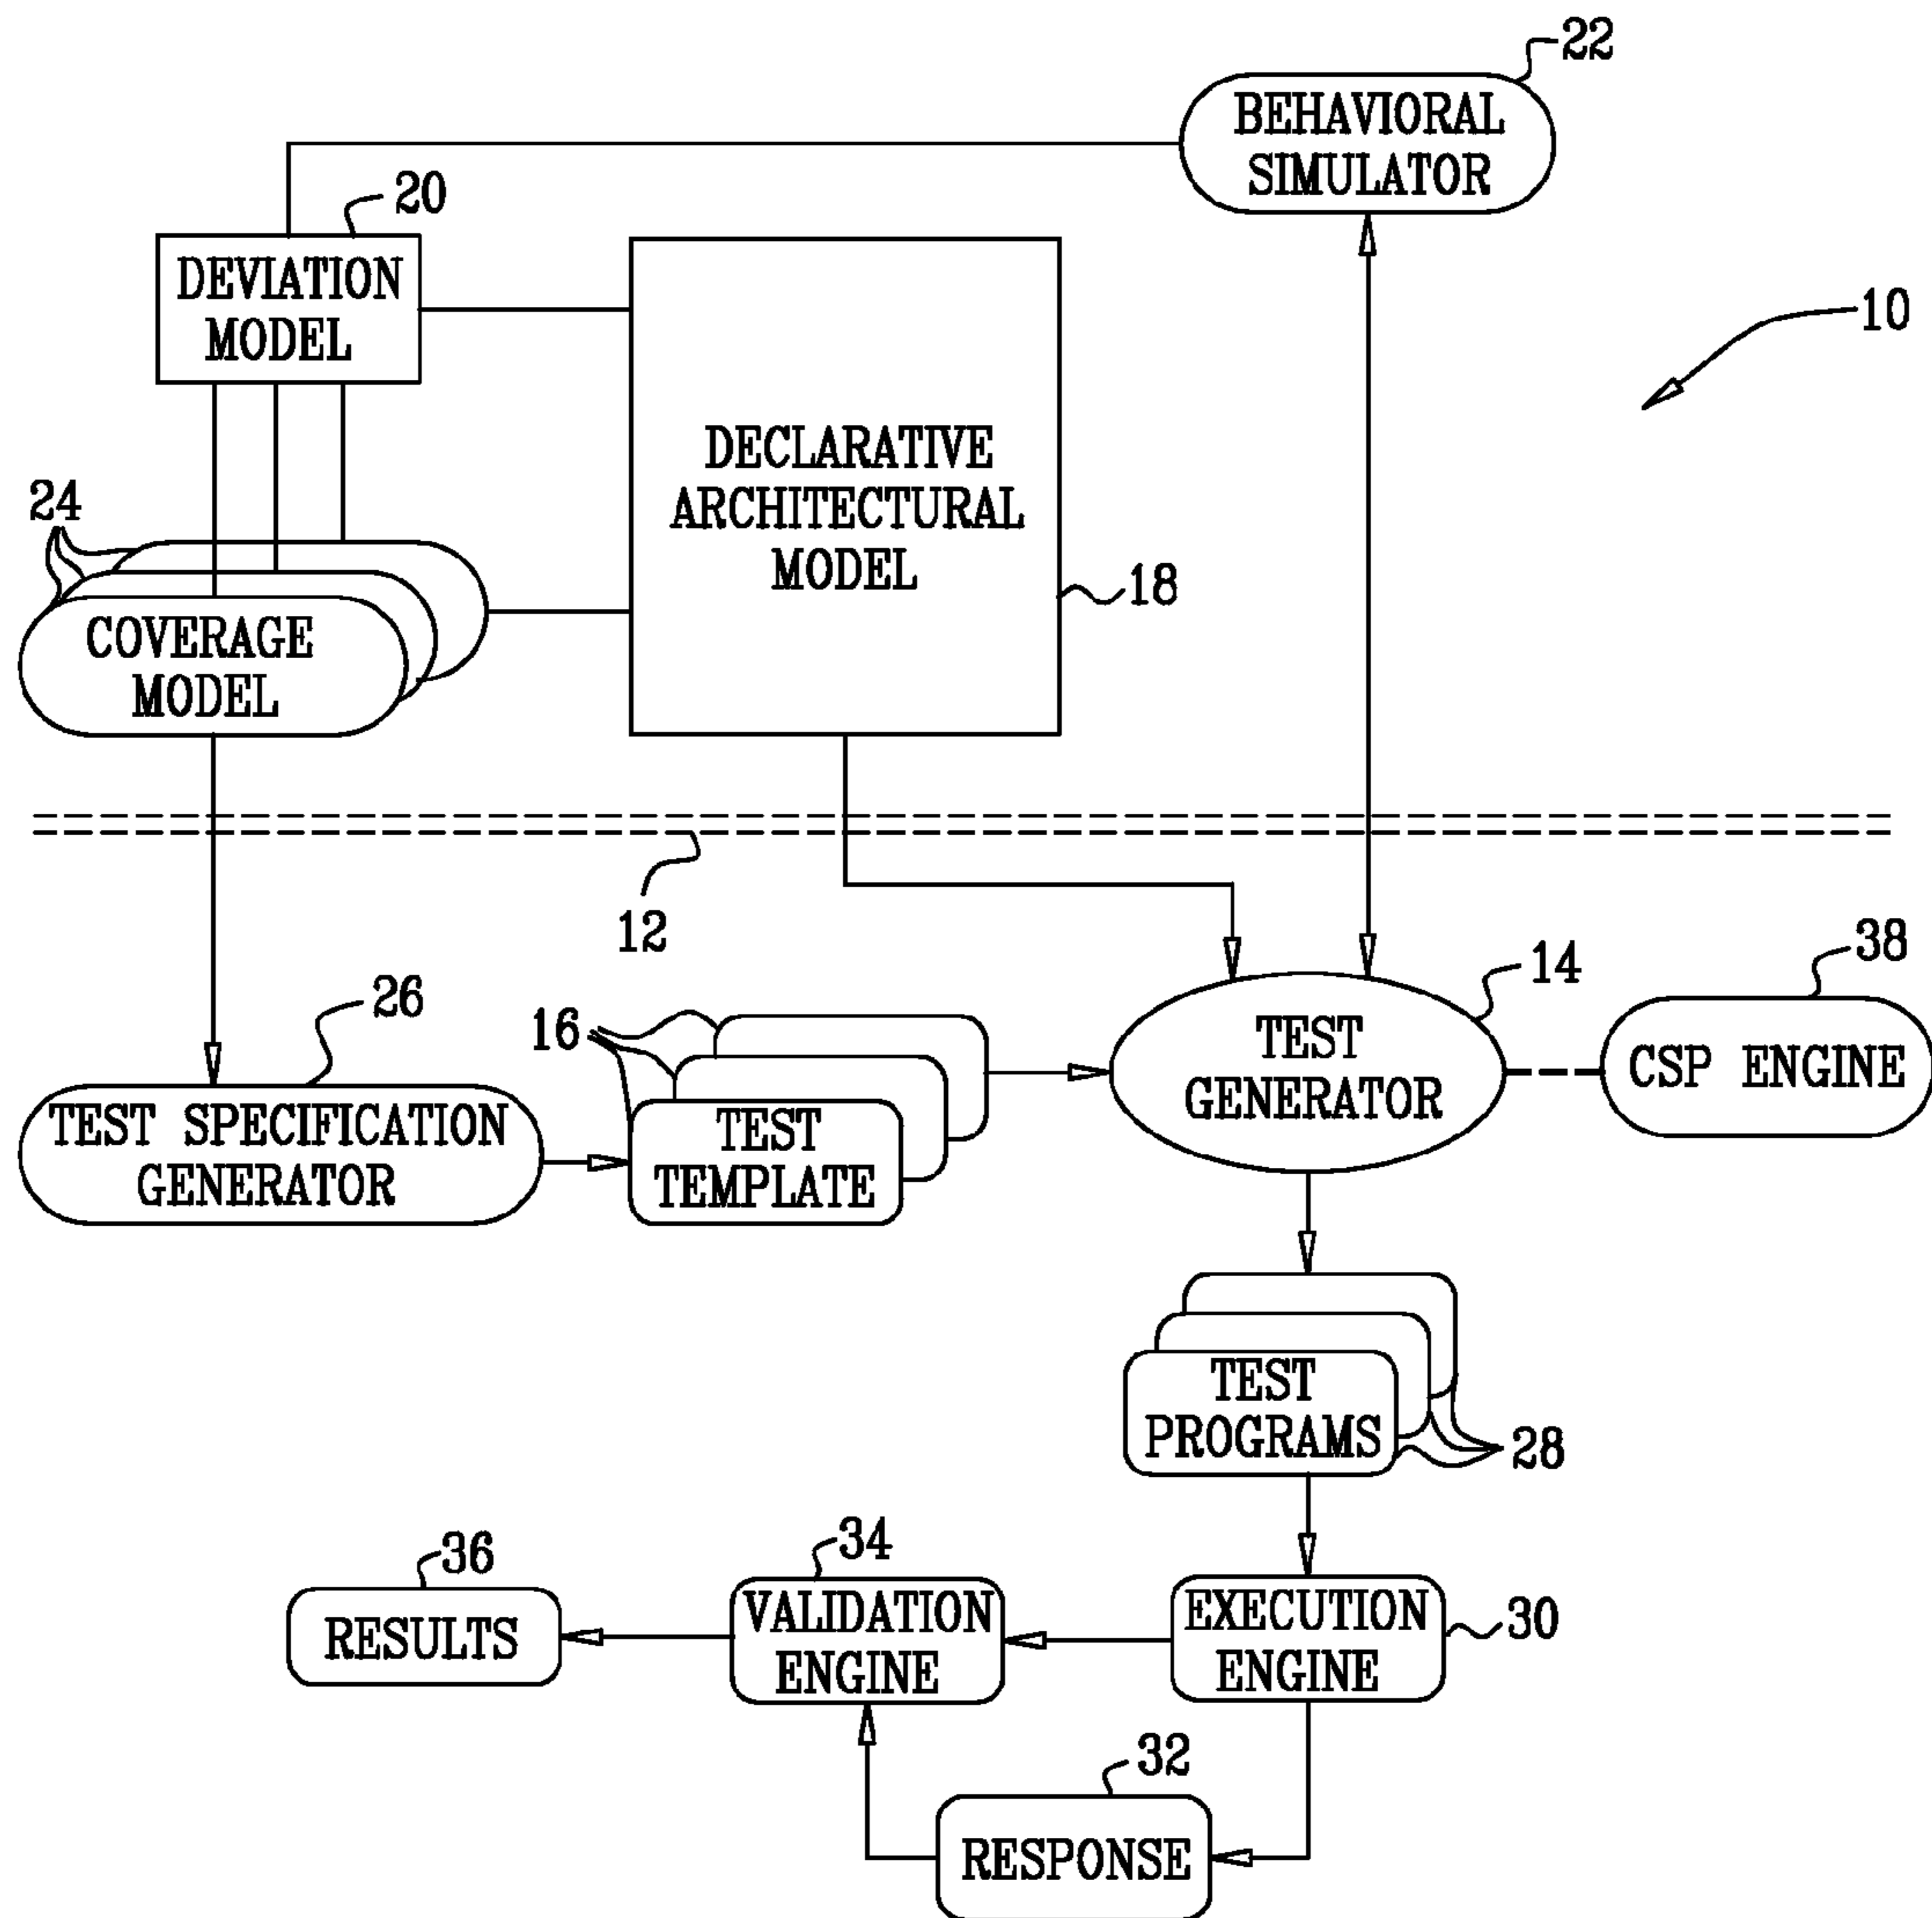 22
BEHAVIORAL
SIMULATOR
20
DEVIATION
MODEL
10
DECLARATIVE
ARCHITECTURAL
MODEL
24
18
COVERAGE
MODEL
12
38
14
26
16
TEST
GENERATOR
CSP ENGINE
TEST SPECIFICATION
GENERATOR
TEST
TEMPLATE
TEST
PROGRAMS
28
34
36
VALIDATION
ENGINE
EXECUTION
ENGINE
30
RESULTS
32
RESPONSE